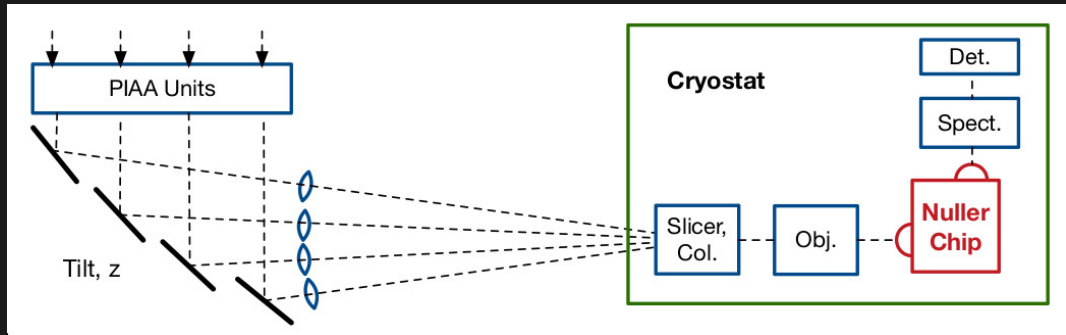 PIAA Units
Tilt, z
Cryostat
Slicer,
Col.
Obj.
Nuller
Chip
Spect.
Det.